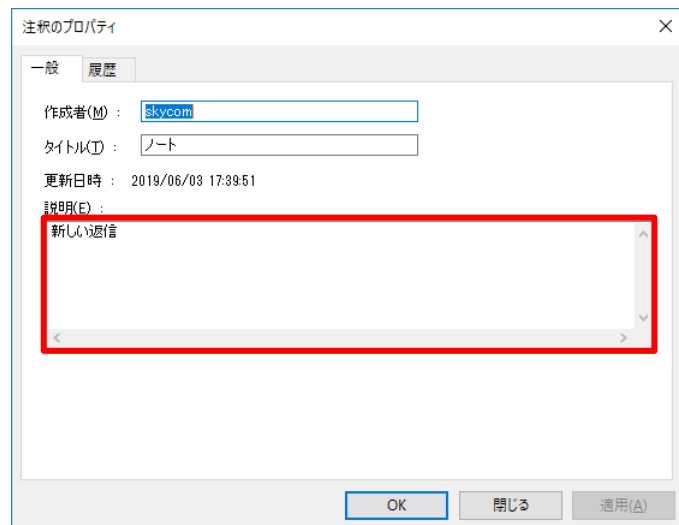 注釈のプロパティ
一般 履歴
作成者(M) : skycom
タイトル(T) : ノート
更新日時 : 2019/06/03 17:39:51
説明(E) :
新しい返信
OK 閉じる 適用(A)